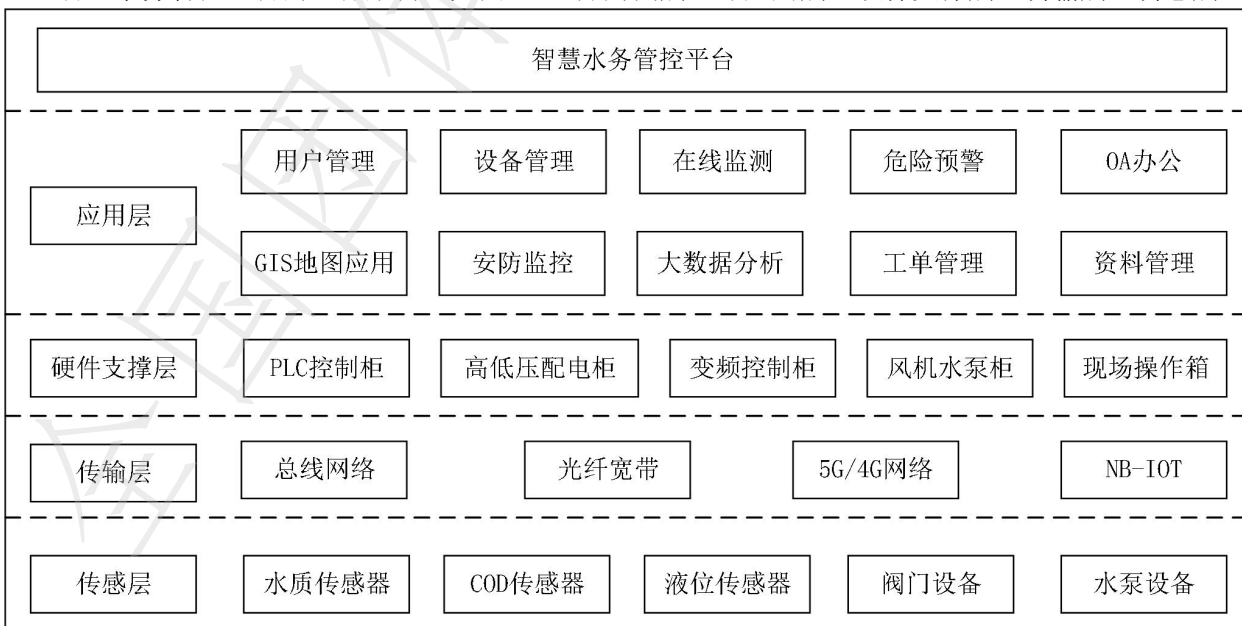 智慧水务管控平台
用户管理 设备管理 在线监测 危险预警 OA办公
应用层
GIS地图应用 安防监控 大数据分析 工单管理 资料管理
硬件支撑层 PLC控制柜 高低压配电柜 变频控制柜 风机水泵柜 现场操作箱
传输层 总线网络 光纤宽带 5G/4G网络 NB-IOT
传感层 水质传感器 COD传感器 液位传感器 阀门设备 水泵设备
全国团体